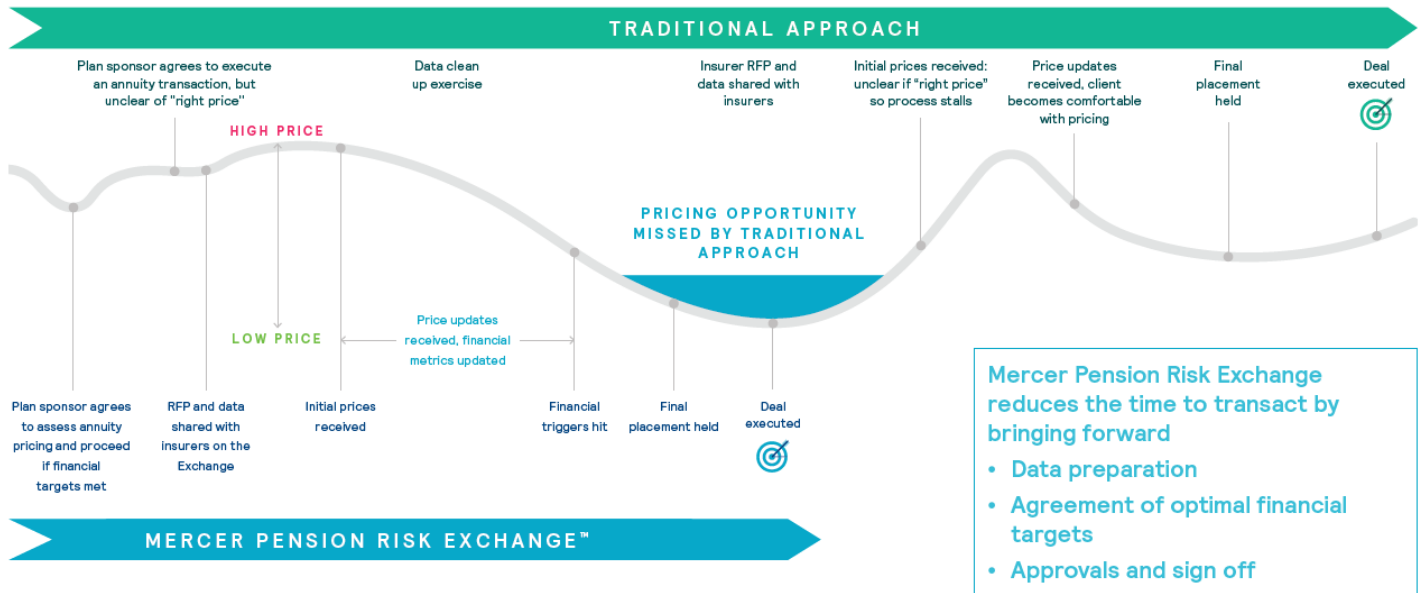 TRADITIONAL APPROACH
Plan sponsor agrees to execute
an annuity transaction, but
unclear of "right price"
Data clean
up exercise
Insurer RFP and
data shared with
insurers
Initial prices received:
unclear if “right price”
so process stalls
Price updates
received, client
becomes comfortable
with pricing
Final
placement
held
Deal
executed
HIGH PRICE
PRICING OPPORTUNITY
MISSED BY TRADITIONAL
APPROACH
LOW PRICE
Price updates
received, financial
metrics updated
Plan sponsor agrees
to assess annuity
pricing and proceed
if financial
targets met
RFP and data
shared with
insurers on the
Exchange
Initial prices
received
Financial
triggers hit
Final
placement held
Deal
executed
MERCER PENSION RISK EXCHANGE™
Mercer Pension Risk Exchange
reduces the time to transact by
bringing forward
• Data preparation
• Agreement of optimal financial
targets
• Approvals and sign off